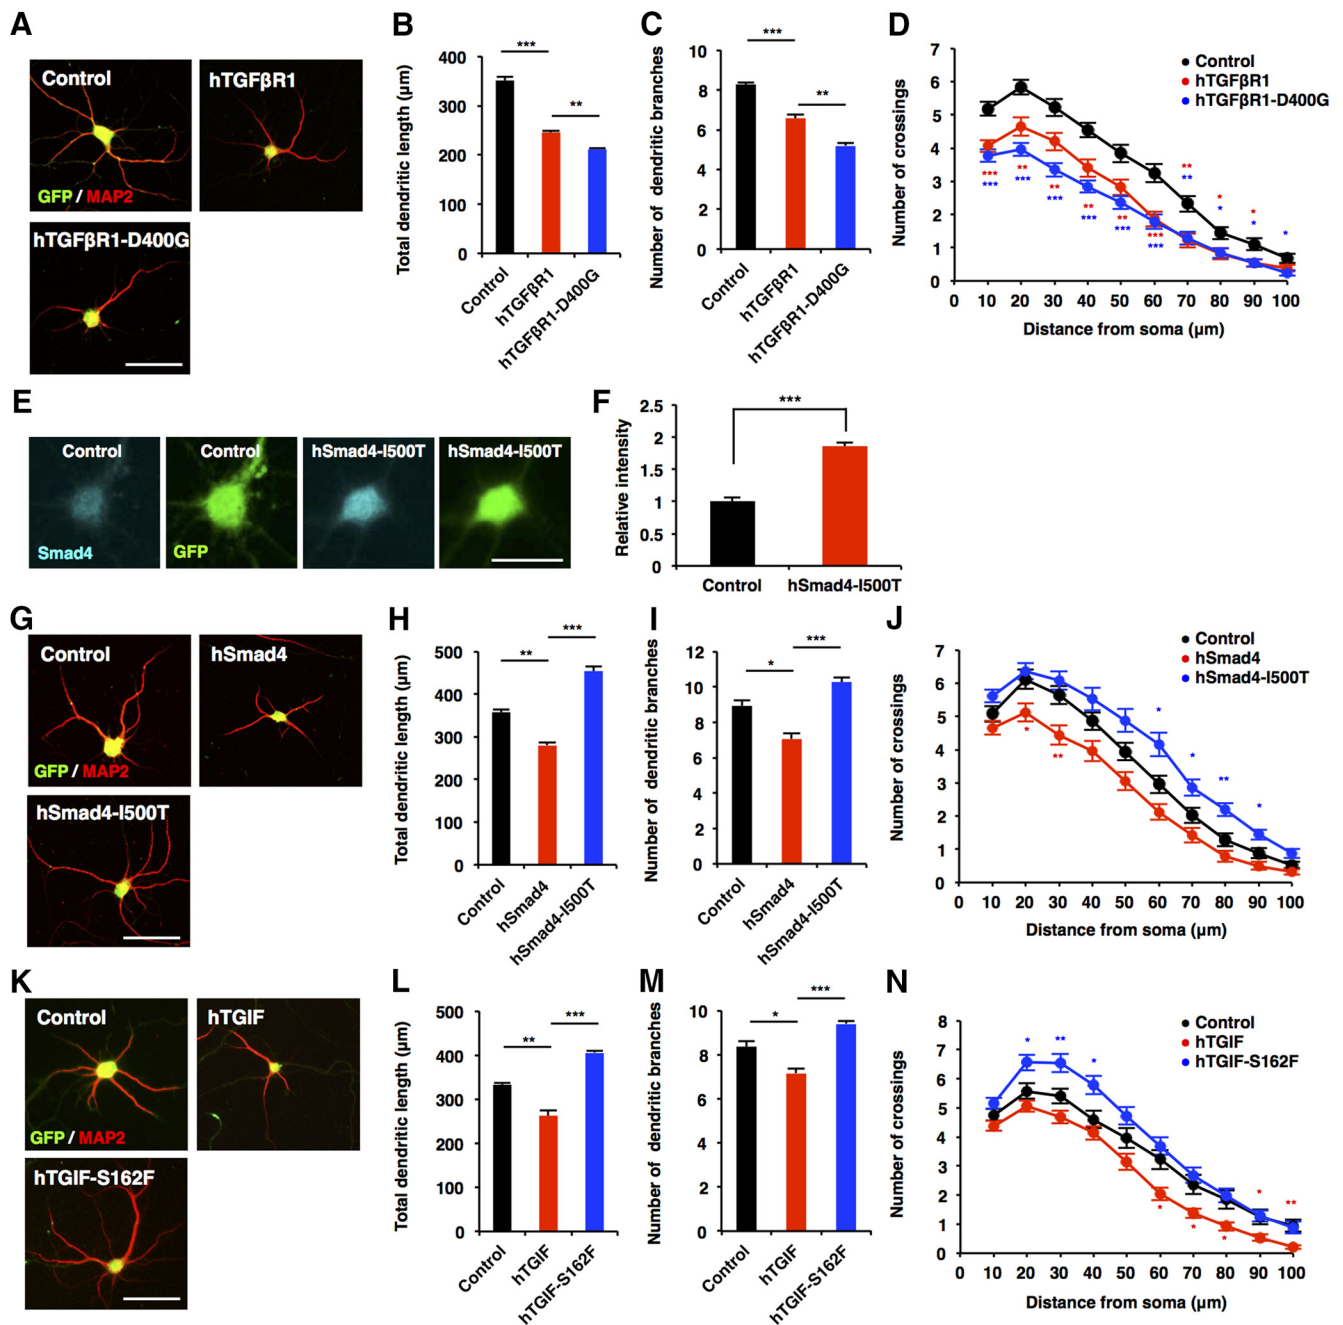 A
Control
GFP / MAP2
hTGFβR1
hTGFβR1-D400G
B
***
**
Total dendritic length (µm)
400
300
200
100
0
Control
hTGFβR1
hTGFβR1-D400G
C
***
**
Number of dendritic branches
10
8
6
4
2
0
Control
hTGFβR1
hTGFβR1-D400G
D
Number of crossings
7
6
5
4
3
2
1
0
Control
hTGFβR1
hTGFβR1-D400G
*** ** ** ** ** *** ** * *
*** *** *** *** *** *** ** * * *
0 10 20 30 40 50 60 70 80 90 100
Distance from soma (µm)
E
Control
Smad4
Control
GFP
hSmad4-I500T
hSmad4-I500T
F
***
Relative intensity
2.5
2
1.5
1
0.5
0
Control
hSmad4-I500T
G
Control
GFP / MAP2
hSmad4
hSmad4-I500T
H
**
***
Total dendritic length (µm)
500
400
300
200
100
0
Control
hSmad4
hSmad4-I500T
I
*
***
Number of dendritic branches
12
10
8
6
4
2
0
Control
hSmad4
hSmad4-I500T
J
Number of crossings
7
6
5
4
3
2
1
0
Control
hSmad4
hSmad4-I500T
* ** * * ** *
0 10 20 30 40 50 60 70 80 90 100
Distance from soma (µm)
K
Control
GFP / MAP2
hTGIF
hTGIF-S162F
L
**
***
Total dendritic length (µm)
500
400
300
200
100
0
Control
hTGIF
hTGIF-S162F
M
*
***
Number of dendritic branches
10
8
6
4
2
0
Control
hTGIF
hTGIF-S162F
N
Number of crossings
8
7
6
5
4
3
2
1
0
Control
hTGIF
hTGIF-S162F
* ** *
* * * * **
0 10 20 30 40 50 60 70 80 90 100
Distance from soma (µm)